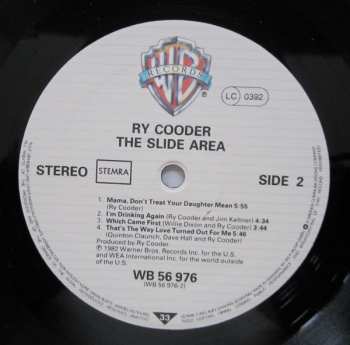 WB
RECORDS
LC 0392
RY COODER
THE SLIDE AREA
STEREO STEMRA SIDE 2
1. Mama, Don't Treat Your Daughter Mean 5:55
(Ry Cooder)
2. I'm Drinking Again (Ry Cooder and Jim Keltner) 4:34
3. Which Came First (Willie Dixon and Ry Cooder) 3:44
4. That's The Way Love Turned Out For Me 5:46
(Quinton Claunch, Dave Hall and Ry Cooder)
Produced by Ry Cooder.
℗ 1982 Warner Bros. Records Inc. for the U.S.
and WEA International Inc. for the world outside
of the U.S.
WB 56 976
(WB 56 976-2)
33